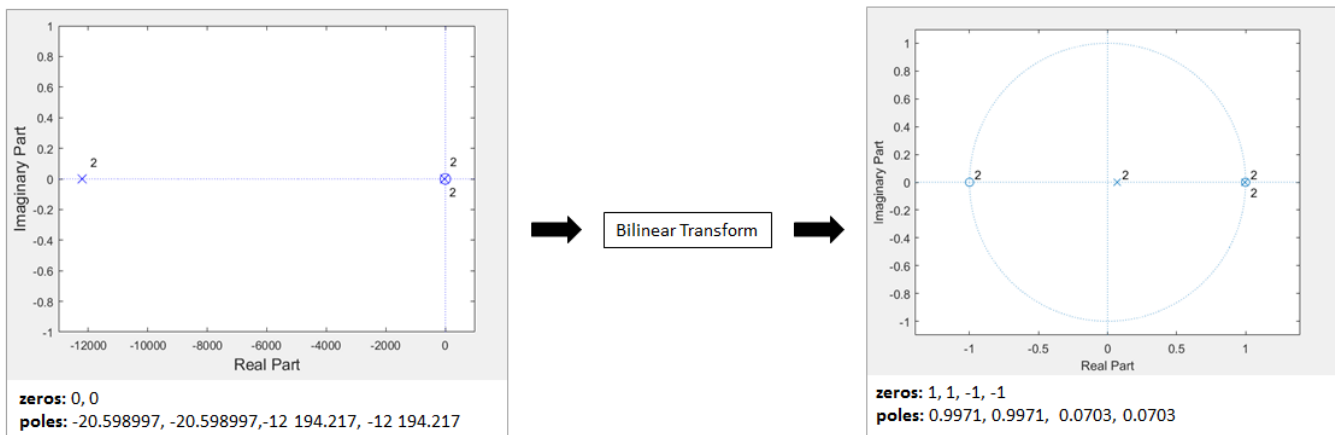 1
0.8
0.6
0.4
0.2
0
-0.2
-0.4
-0.6
-0.8
-1
Imaginary Part
2
2
2
-12000 -10000 -8000 -6000 -4000 -2000 0
Real Part
zeros: 0, 0
poles: -20.598997, -20.598997,-12 194.217, -12 194.217
Bilinear Transform
1
0.8
0.6
0.4
0.2
0
-0.2
-0.4
-0.6
-0.8
-1
Imaginary Part
2
2
2
2
-1 -0.5 0 0.5 1
Real Part
zeros: 1, 1, -1, -1
poles: 0.9971, 0.9971, 0.0703, 0.0703